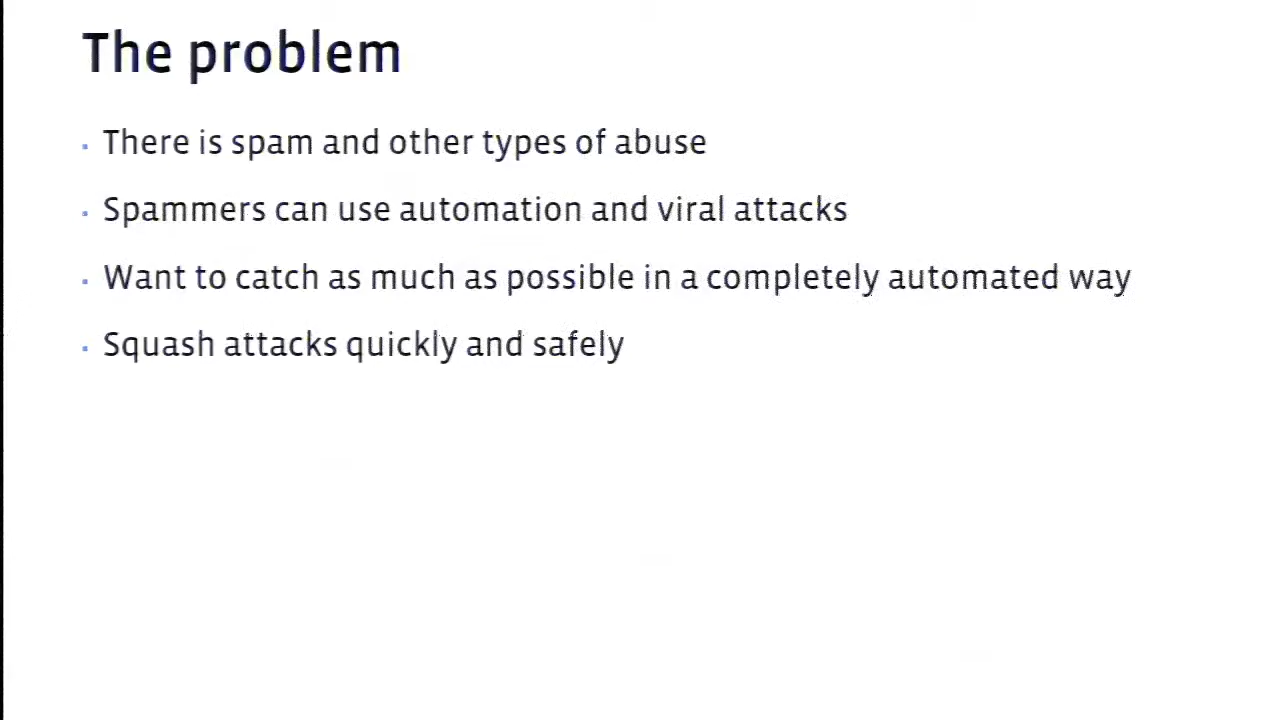 The problem
· There is spam and other types of abuse
· Spammers can use automation and viral attacks
· Want to catch as much as possible in a completely automated way
· Squash attacks quickly and safely